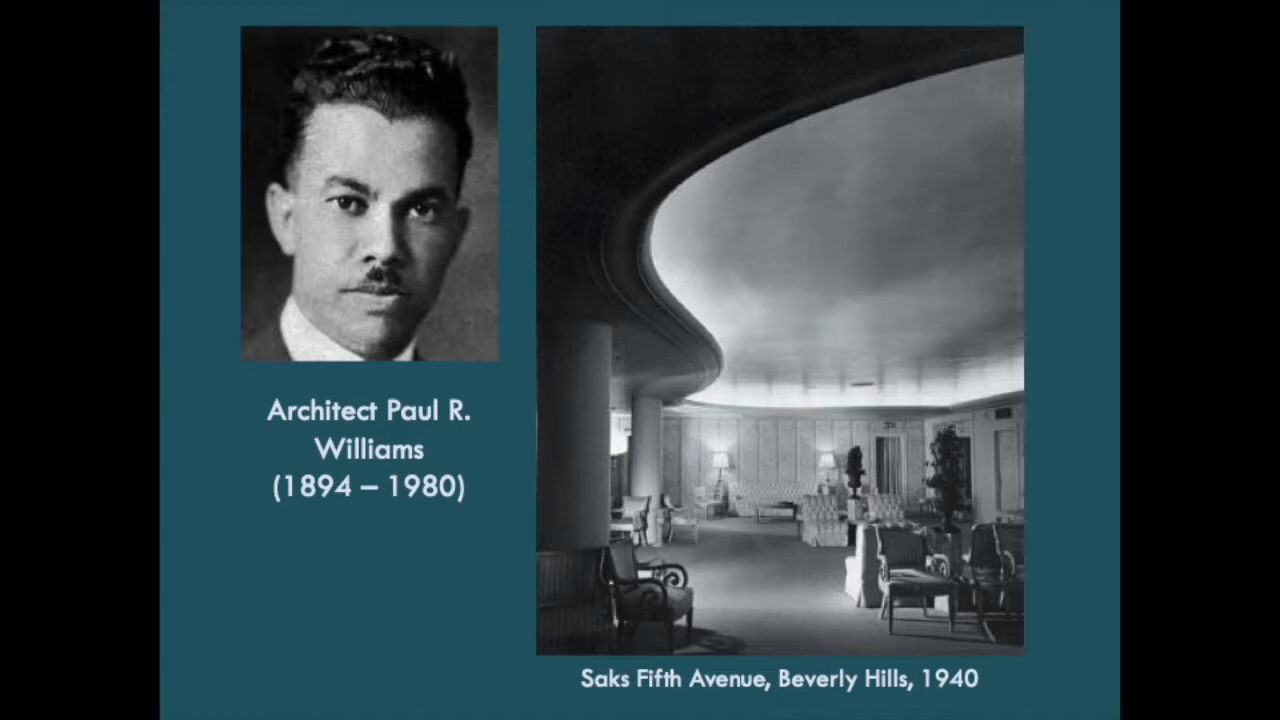 Architect Paul R.
Williams
(1894 – 1980)
Saks Fifth Avenue, Beverly Hills, 1940